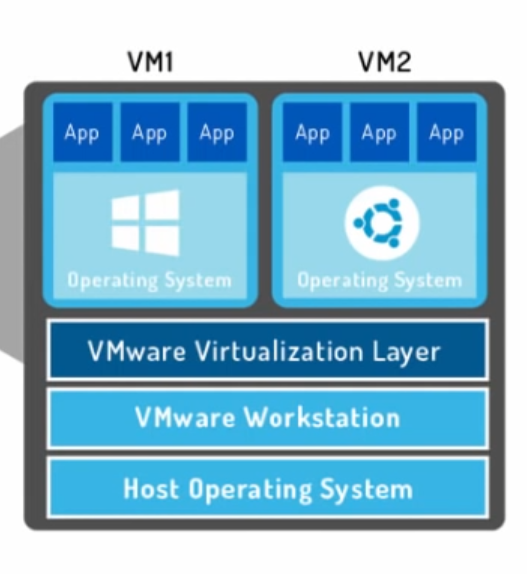 VM1 VM2
App App App App App App
Operating System Operating System
VMware Virtualization Layer
VMware Workstation
Host Operating System